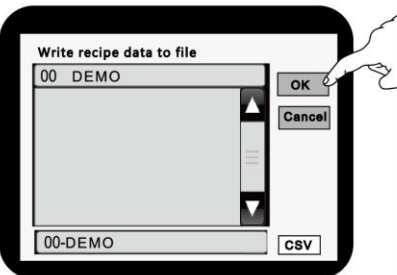 Write recipe data to file
00 DEMO
OK
Cancel
00-DEMO
CSV